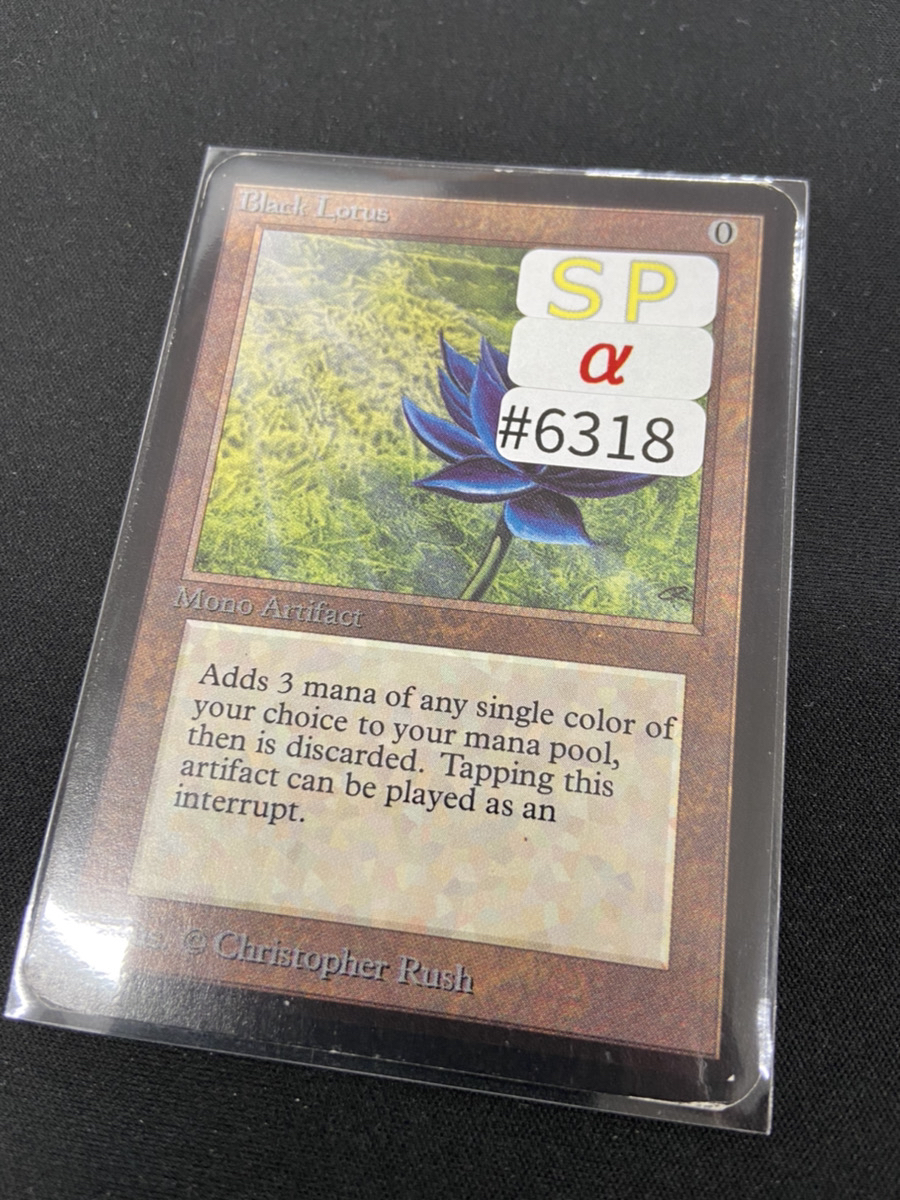 Black Lotus
0
SP
α
#6318
Mono Artifact
Adds 3 mana of any single color of
your choice to your mana pool,
then is discarded. Tapping this
artifact can be played as an
interrupt.
© Christopher Rush